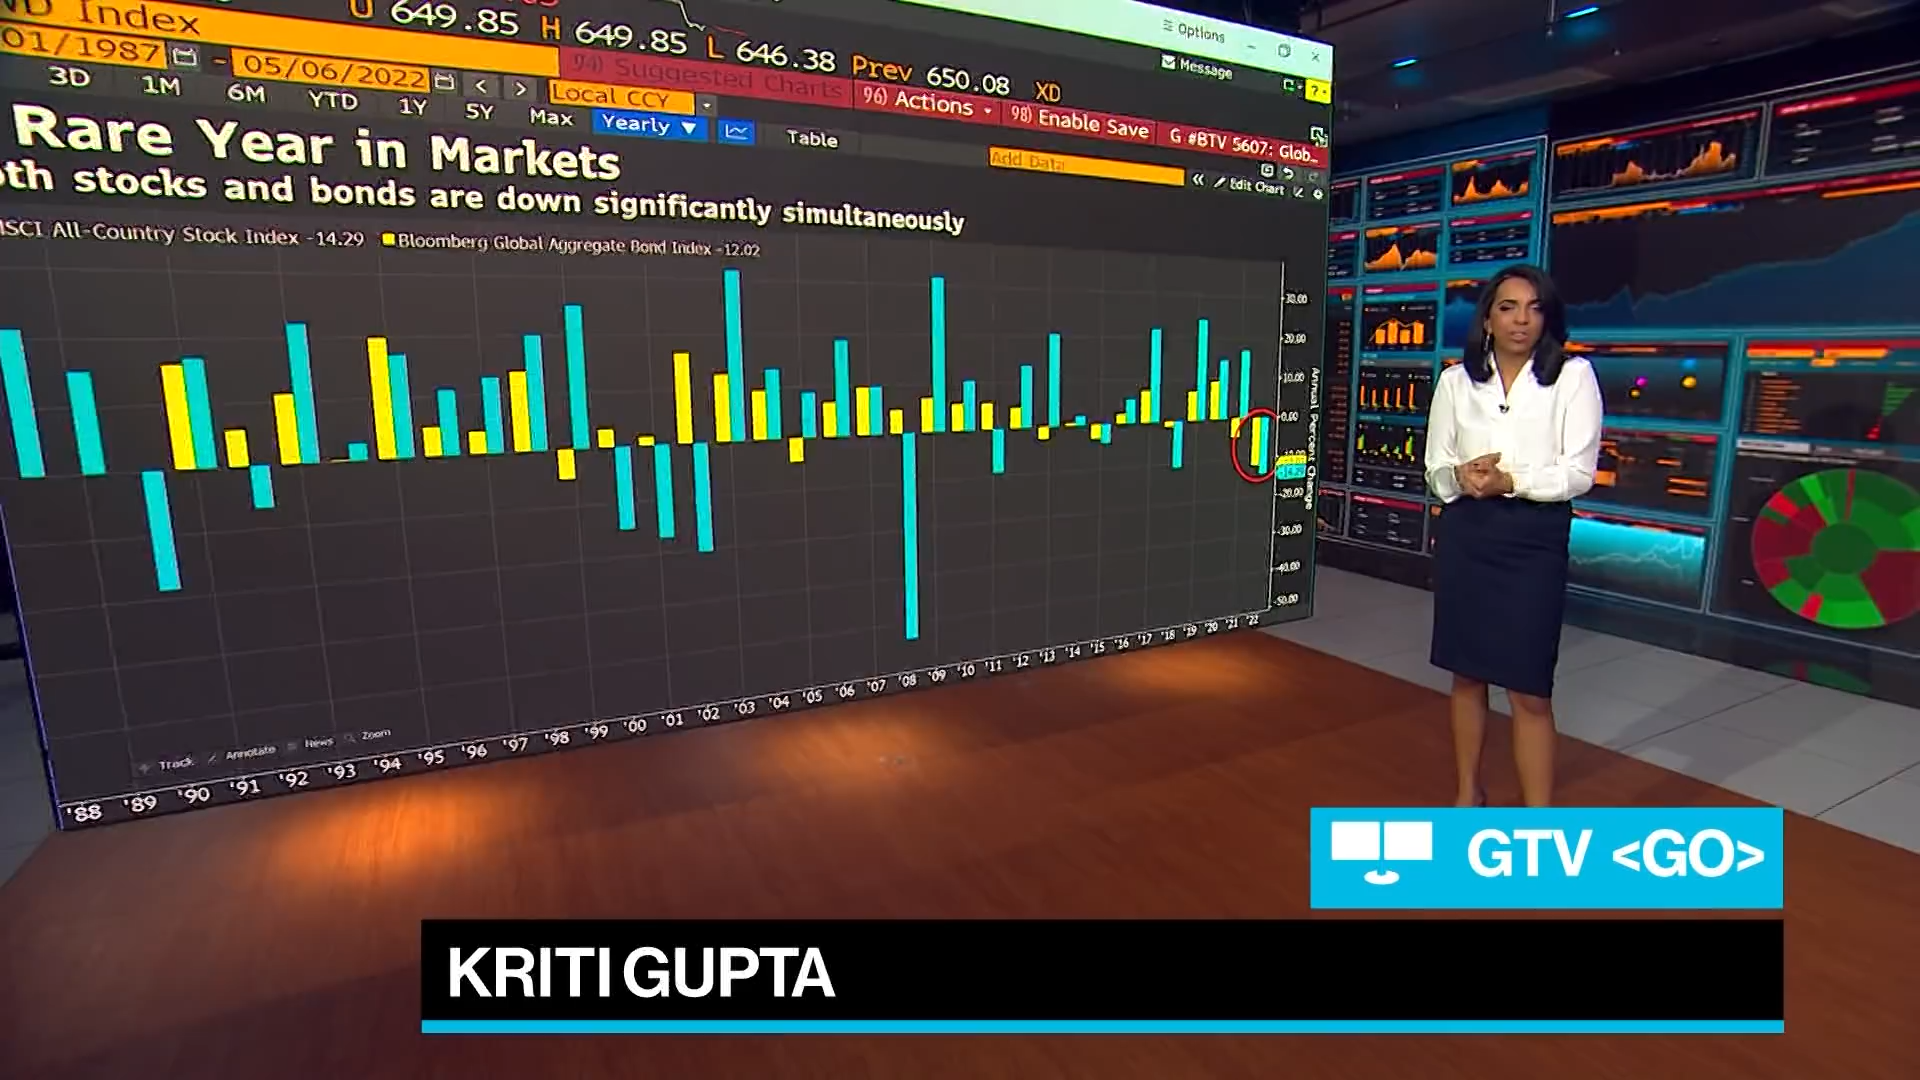 ND Index
649.85 H 649.85 L 646.38 Prev 650.08 XD
Options
Message
01/1987 - 05/06/2022 < > 94) Suggested Charts 96) Actions 98) Enable Save G #BTV 5607: Glob...
Local CCY
3D 1M 6M YTD 1Y 5Y Max Yearly ▼ Table
Add Data
« Edit Chart
Rare Year in Markets
oth stocks and bonds are down significantly simultaneously
MSCI All-Country Stock Index -14.29 Bloomberg Global Aggregate Bond Index -12.02
30.00
20.00
10.00
0.00
-20.00
-30.00
-40.00
-50.00
Annual Percent Change
Track Annotate News Zoom
'88 '89 '90 '91 '92 '93 '94 '95 '96 '97 '98 '99 '00 '01 '02 '03 '04 '05 '06 '07 '08 '09 '10 '11 '12 '13 '14 '15 '16 '17 '18 '19 '20 '21 '22
GTV <GO>
KRITI GUPTA